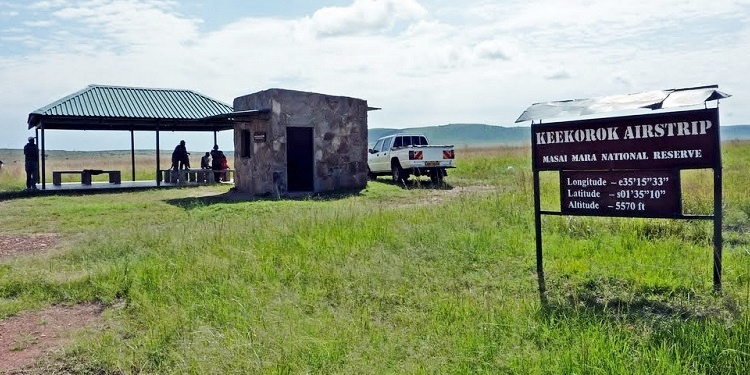 KEEKOROK AIRSTRIP
MASAI MARA NATIONAL RESERVE
Longitude - e35°15"33"
Latitude - s01°35"10"
Altitude - 5570 ft